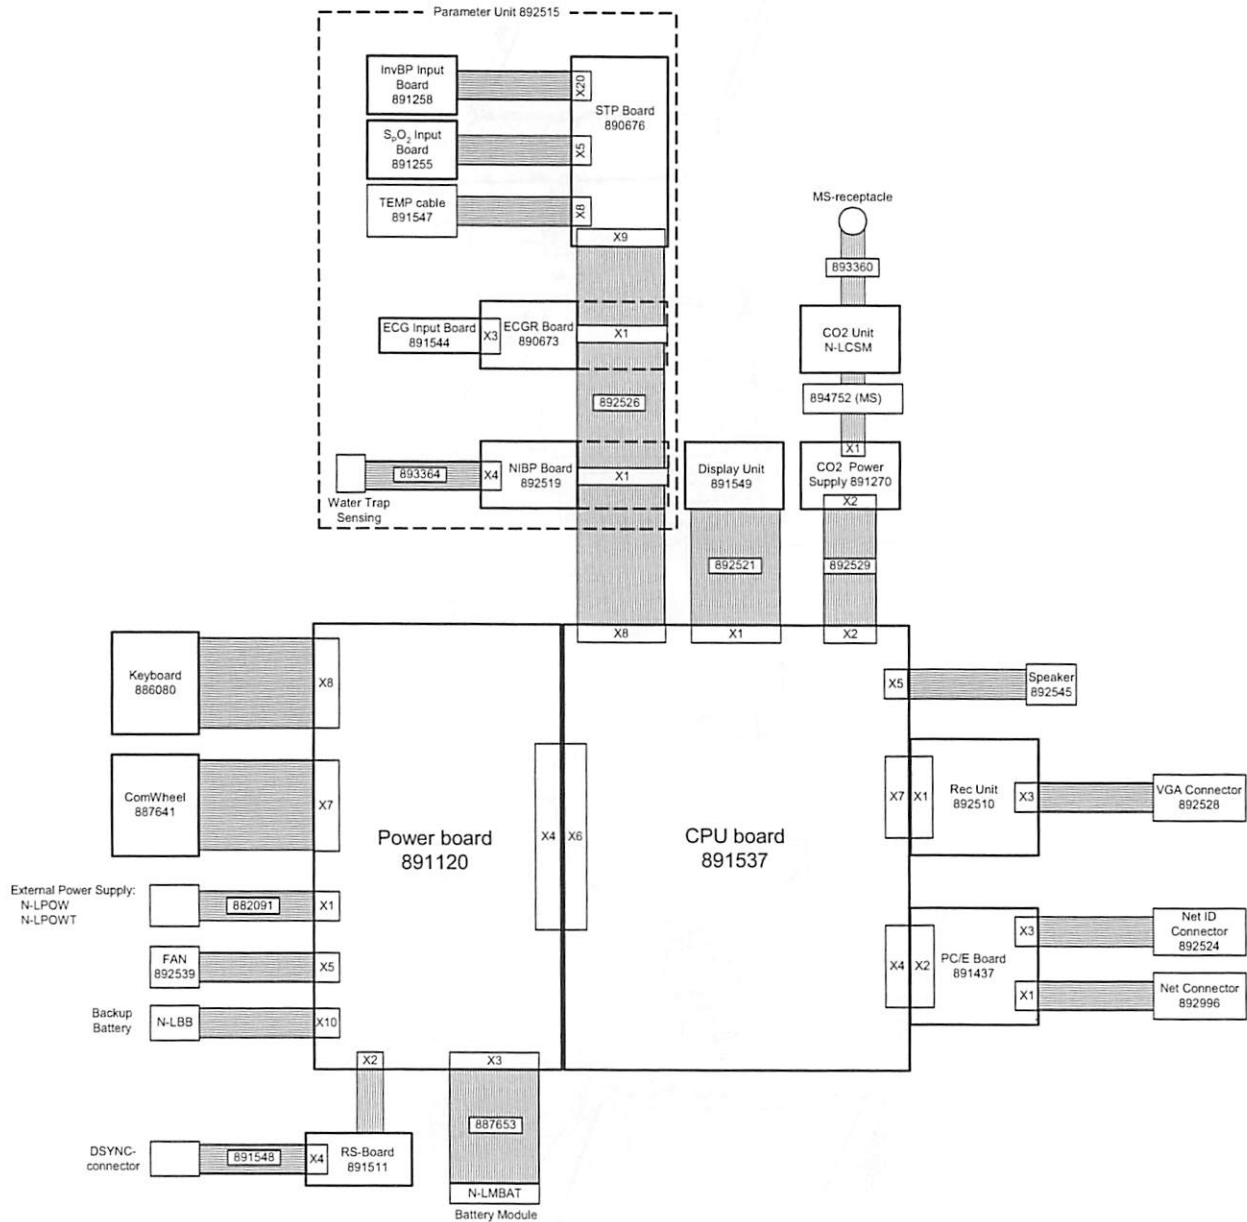 Parameter Unit 892515
InvBP Input
Board
891258
X20
STP Board
890676
SpO2 Input
Board
891255
X5
TEMP cable
891547
X8
X9
MS-receptacle
893360
ECG Input Board
891544
X3
ECGR Board
890673
X1
CO2 Unit
N-LCSM
892526
894752 (MS)
893364
X4
NIBP Board
892519
X1
Water Trap
Sensing
Display Unit
891549
X1
CO2 Power
Supply 891270
X2
892521
892529
X8
X1
X2
Keyboard
886080
X8
X5
Speaker
892545
ComWheel
887641
X7
Power board
891120
X4
X6
CPU board
891537
X7
X1
Rec Unit
892510
X3
VGA Connector
892528
External Power Supply:
N-LPOW
N-LPOWT
882091
X1
FAN
892539
X5
Backup
Battery
N-LBB
X10
X4
X2
PC/E Board
891437
X3
Net ID
Connector
892524
X1
Net Connector
892996
X2
X3
887653
DSYNC-
connector
891548
X4
RS-Board
891511
N-LMBAT
Battery Module